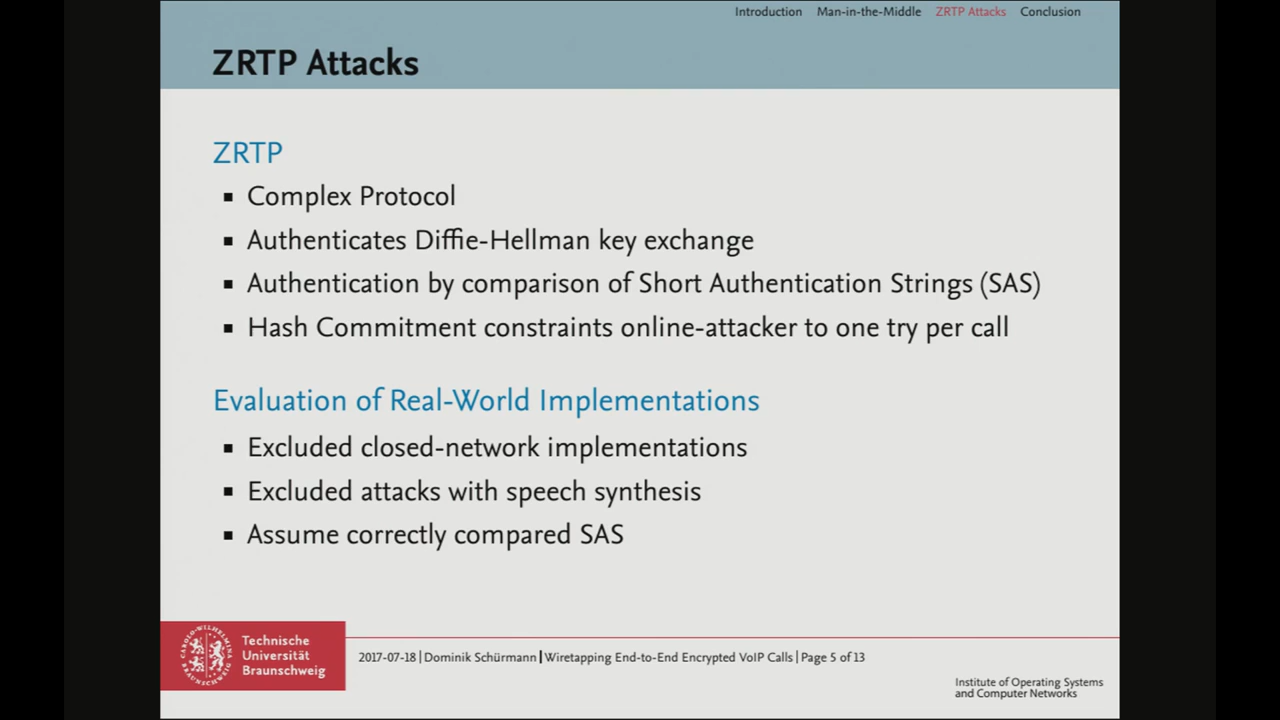 Introduction Man-in-the-Middle ZRTP Attacks Conclusion
ZRTP Attacks
ZRTP
▪ Complex Protocol
▪ Authenticates Diffie-Hellman key exchange
▪ Authentication by comparison of Short Authentication Strings (SAS)
▪ Hash Commitment constraints online-attacker to one try per call
Evaluation of Real-World Implementations
▪ Excluded closed-network implementations
▪ Excluded attacks with speech synthesis
▪ Assume correctly compared SAS
Technische
Universität
Braunschweig
2017-07-18 | Dominik Schürmann | Wiretapping End-to-End Encrypted VoIP Calls | Page 5 of 13
Institute of Operating Systems
and Computer Networks